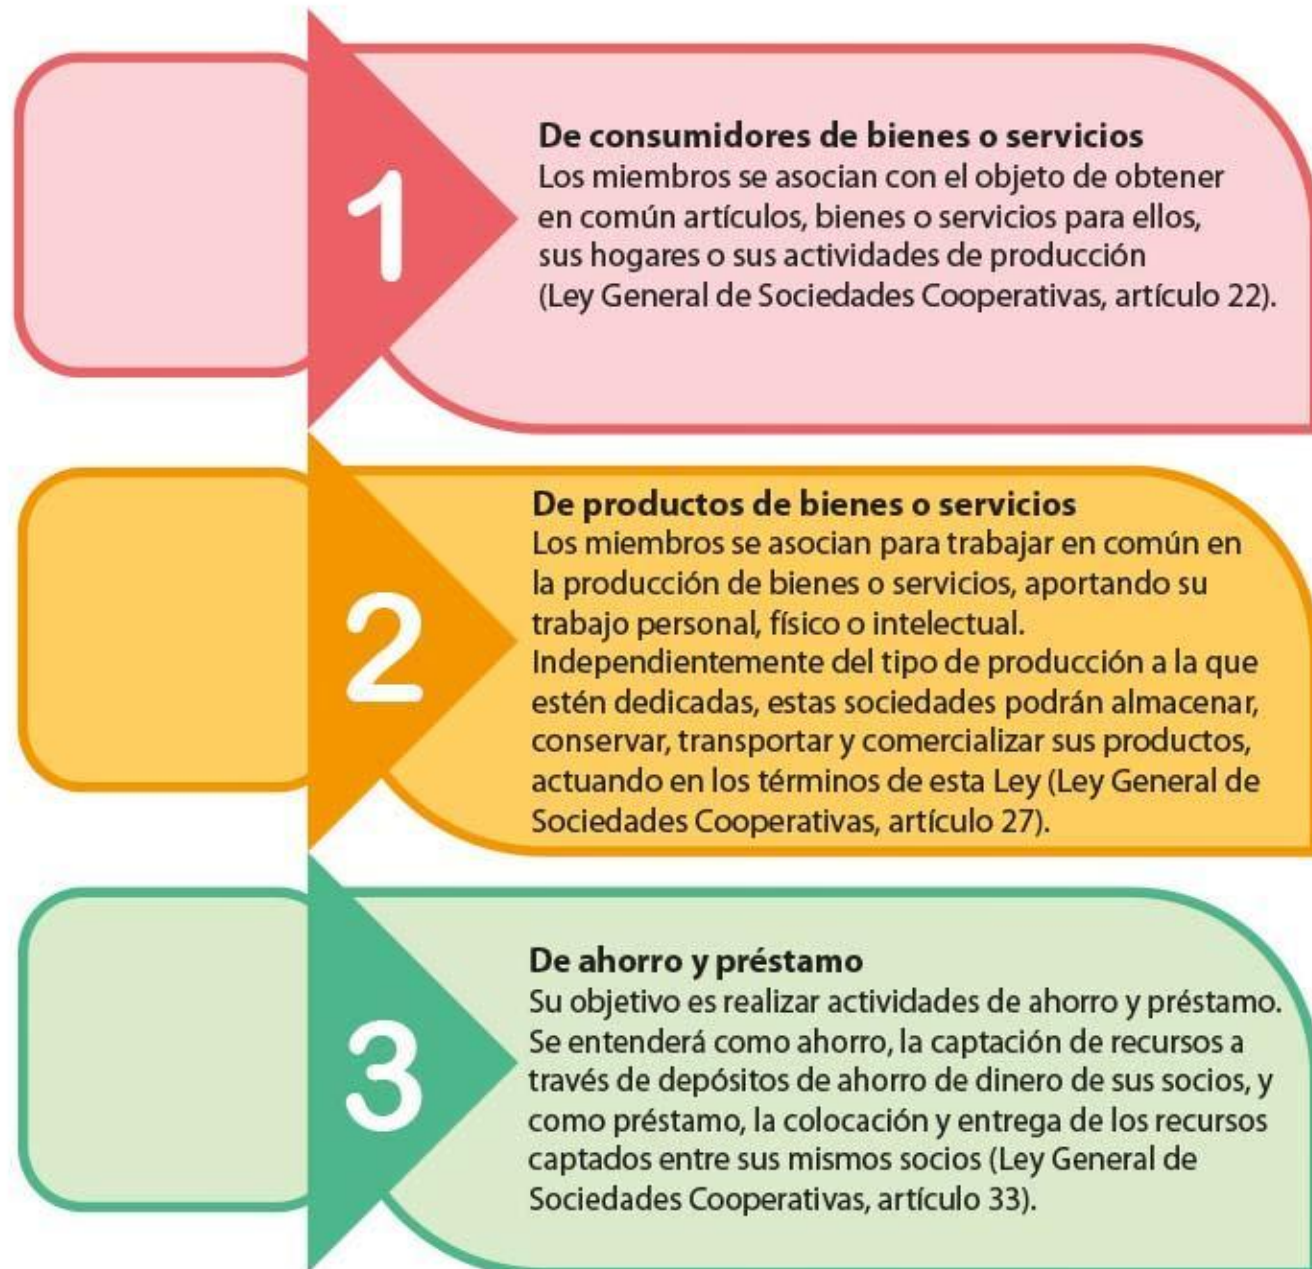 1
De consumidores de bienes o servicios
Los miembros se asocian con el objeto de obtener
en común artículos, bienes o servicios para ellos,
sus hogares o sus actividades de producción
(Ley General de Sociedades Cooperativas, artículo 22).
2
De productos de bienes o servicios
Los miembros se asocian para trabajar en común en
la producción de bienes o servicios, aportando su
trabajo personal, físico o intelectual.
Independientemente del tipo de producción a la que
estén dedicadas, estas sociedades podrán almacenar,
conservar, transportar y comercializar sus productos,
actuando en los términos de esta Ley (Ley General de
Sociedades Cooperativas, artículo 27).
3
De ahorro y préstamo
Su objetivo es realizar actividades de ahorro y préstamo.
Se entenderá como ahorro, la captación de recursos a
través de depósitos de ahorro de dinero de sus socios, y
como préstamo, la colocación y entrega de los recursos
captados entre sus mismos socios (Ley General de
Sociedades Cooperativas, artículo 33).